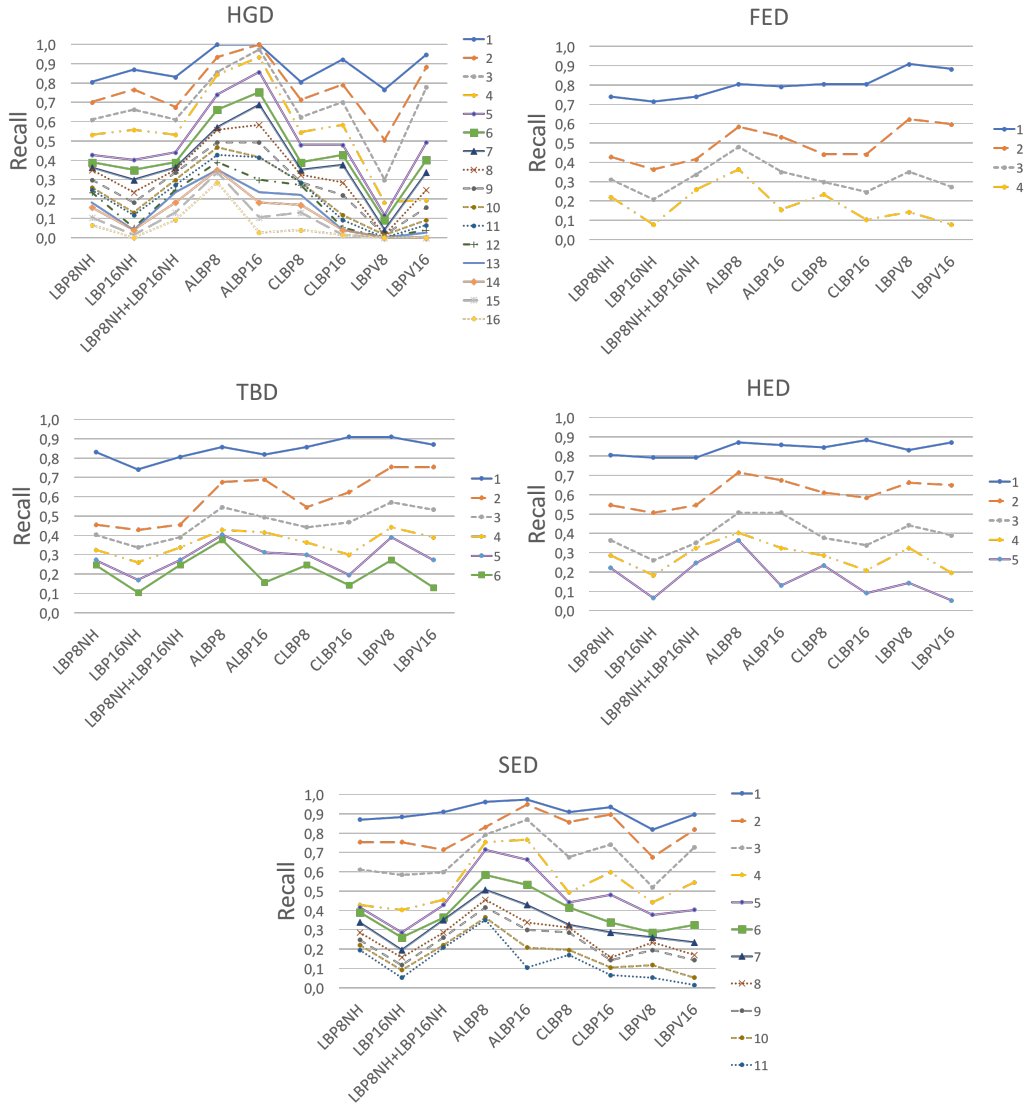 HGD
1,0
0,9
0,8
0,7
0,6
0,5
0,4
0,3
0,2
0,1
0,0
Recall
LBP8NH
LBP16NH
LBP8NH+LBP16NH
ALBP8
ALBP16
CLBP8
CLBP16
LBPV8
LBPV16
1
2
3
4
5
6
7
8
9
10
11
12
13
14
15
16
FED
1,0
0,9
0,8
0,7
0,6
0,5
0,4
0,3
0,2
0,1
0,0
Recall
LBP8NH
LBP16NH
LBP8NH+LBP16NH
ALBP8
ALBP16
CLBP8
CLBP16
LBPV8
LBPV16
1
2
3
4
TBD
1,0
0,9
0,8
0,7
0,6
0,5
0,4
0,3
0,2
0,1
0,0
Recall
LBP8NH
LBP16NH
LBP8NH+LBP16NH
ALBP8
ALBP16
CLBP8
CLBP16
LBPV8
LBPV16
1
2
3
4
5
6
HED
1,0
0,9
0,8
0,7
0,6
0,5
0,4
0,3
0,2
0,1
0,0
Recall
LBP8NH
LBP16NH
LBP8NH+LBP16NH
ALBP8
ALBP16
CLBP8
CLBP16
LBPV8
LBPV16
1
2
3
4
5
SED
1,0
0,9
0,8
0,7
0,6
0,5
0,4
0,3
0,2
0,1
0,0
Recall
LBP8NH
LBP16NH
LBP8NH+LBP16NH
ALBP8
ALBP16
CLBP8
CLBP16
LBPV8
LBPV16
1
2
3
4
5
6
7
8
9
10
11